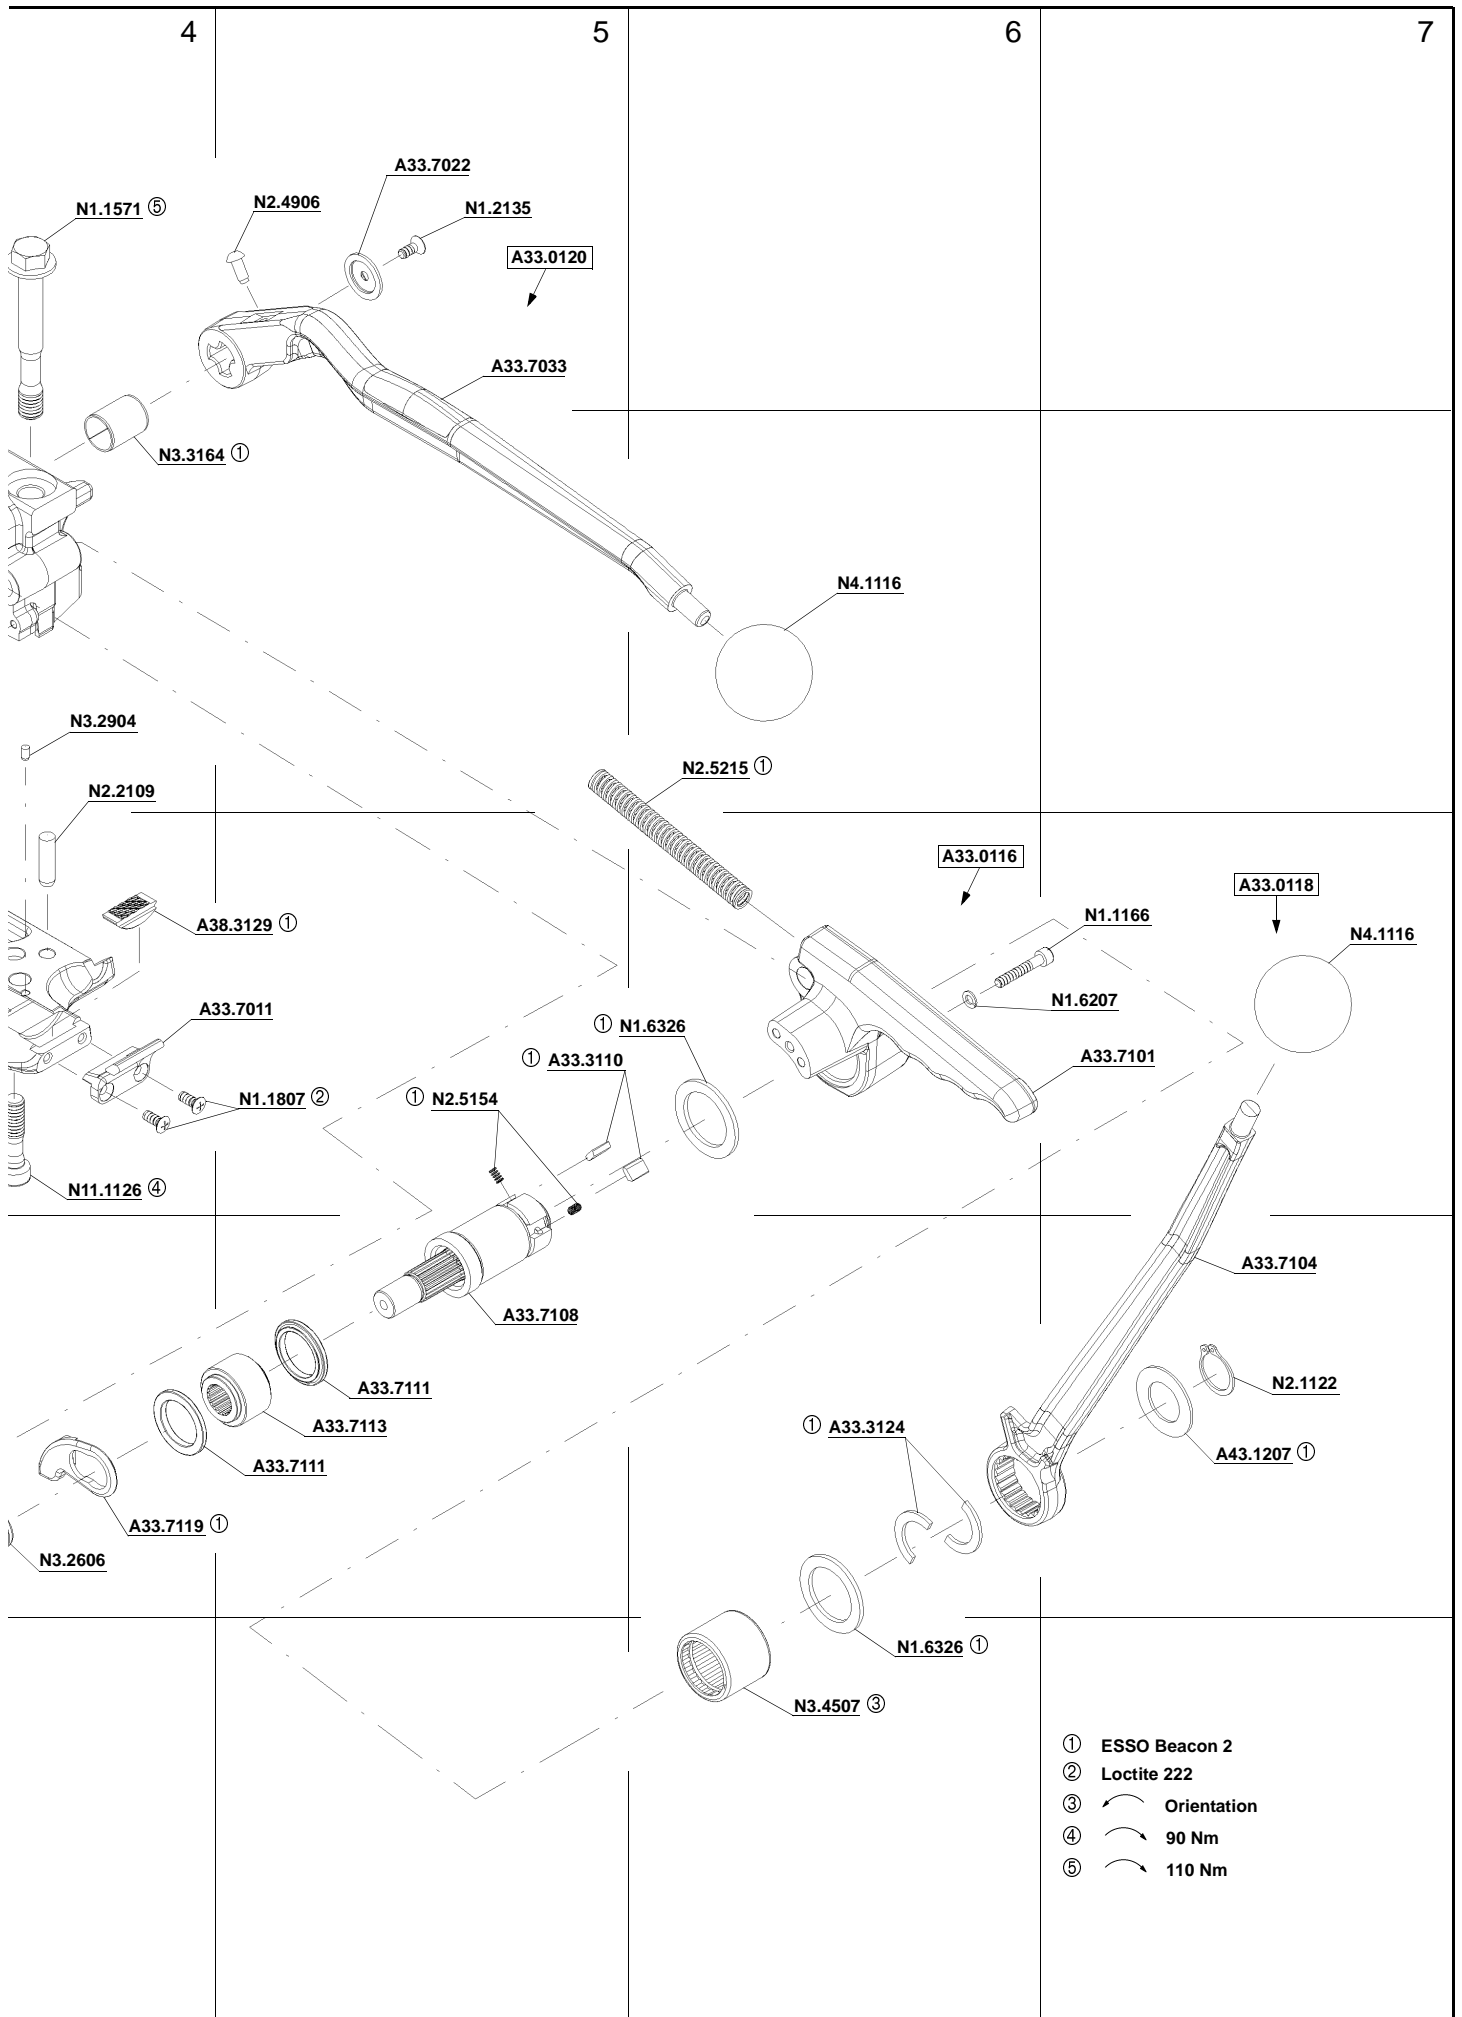 4
5
6
7
A33.7022
N2.4906
N1.2135
N1.1571 ⑤
A33.0120
A33.7033
N3.3164 ①
N4.1116
N3.2904
N2.5215 ①
N2.2109
A33.0116
A33.0118
A38.3129 ①
N1.1166
N4.1116
A33.7011
N1.6207
① N1.6326
① A33.3110
A33.7101
N1.1807 ②
① N2.5154
N11.1126 ④
A33.7104
A33.7108
A33.7111
N2.1122
A33.7113
① A33.3124
A43.1207 ①
A33.7111
A33.7119 ①
N3.2606
N1.6326 ①
N3.4507 ③
① ESSO Beacon 2
② Loctite 222
③ Orientation
④ 90 Nm
⑤ 110 Nm